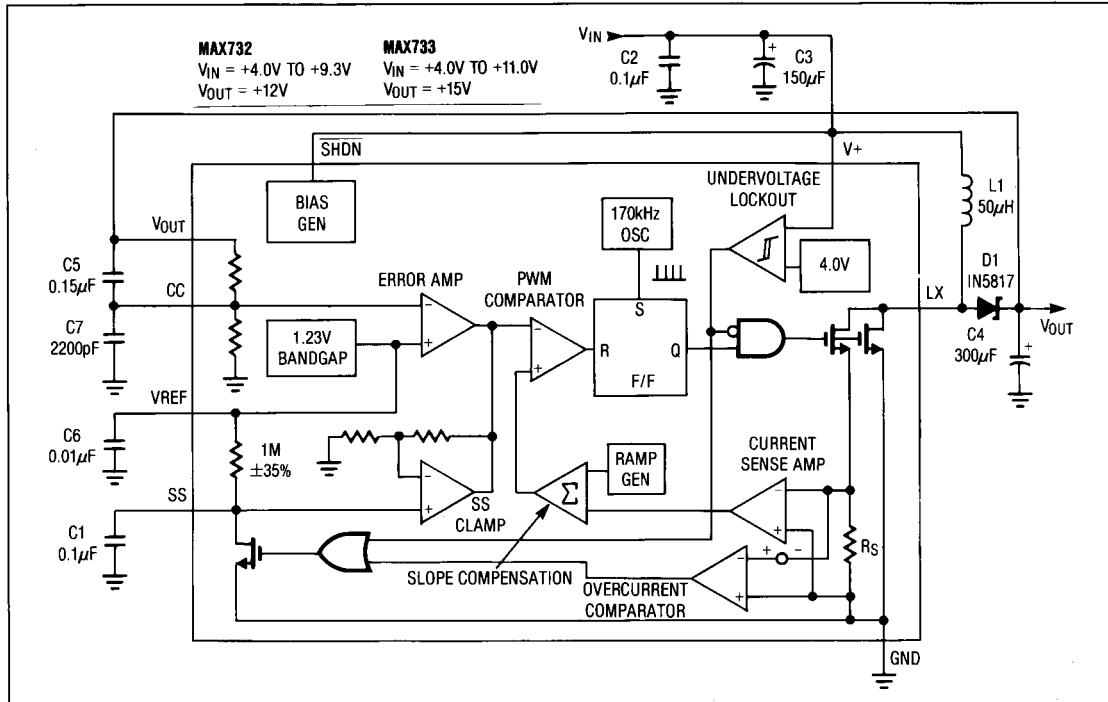 MAX732
VIN = +4.0V TO +9.3V
VOUT = +12V
MAX733
VIN = +4.0V TO +11.0V
VOUT = +15V
VIN
C2
0.1µF
+
C3
150µF
SHDN
V+
BIAS
GEN
170kHz
OSC
UNDERVOLTAGE
LOCKOUT
4.0V
L1
50µH
D1
IN5817
LX
VOUT
C4
300µF
+
VOUT
C5
0.15µF
CC
C7
2200pF
ERROR AMP
−
+
1.23V
BANDGAP
PWM
COMPARATOR
−
+
S
R
Q
F/F
VREF
C6
0.01µF
1M
±35%
SS
C1
0.1µF
−
+
SS
CLAMP
Σ
RAMP
GEN
CURRENT
SENSE AMP
−
+
RS
SLOPE COMPENSATION
OVERCURRENT
COMPARATOR
+ −
−
+
GND